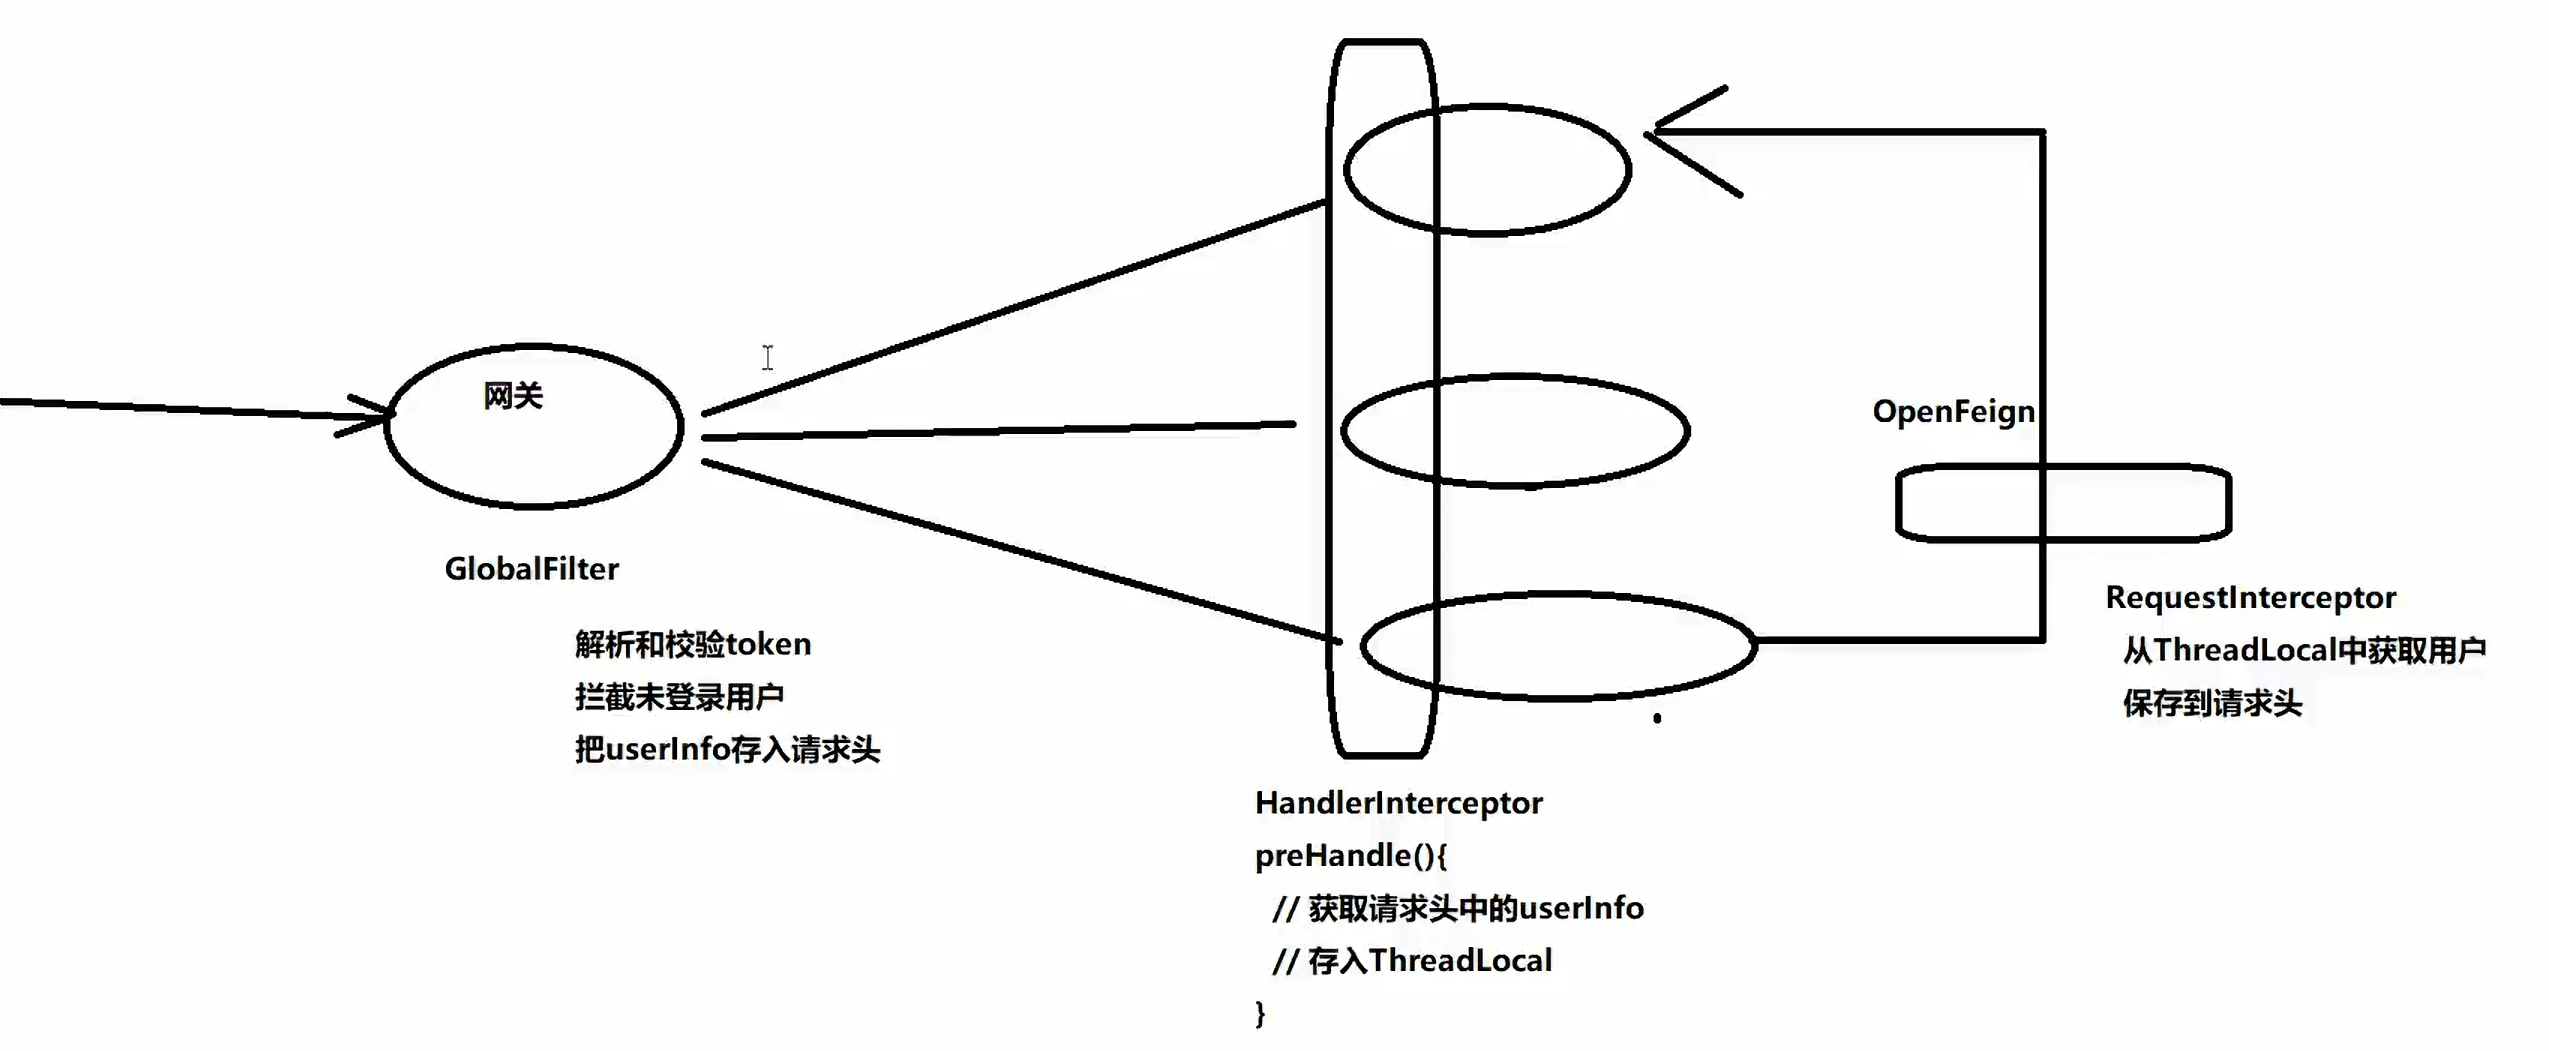 网关
GlobalFilter
解析和校验token
拦截未登录用户
把userInfo存入请求头
HandlerInterceptor
preHandle(){
// 获取请求头中的userInfo
// 存入ThreadLocal
}
OpenFeign
RequestInterceptor
从ThreadLocal中获取用户
保存到请求头